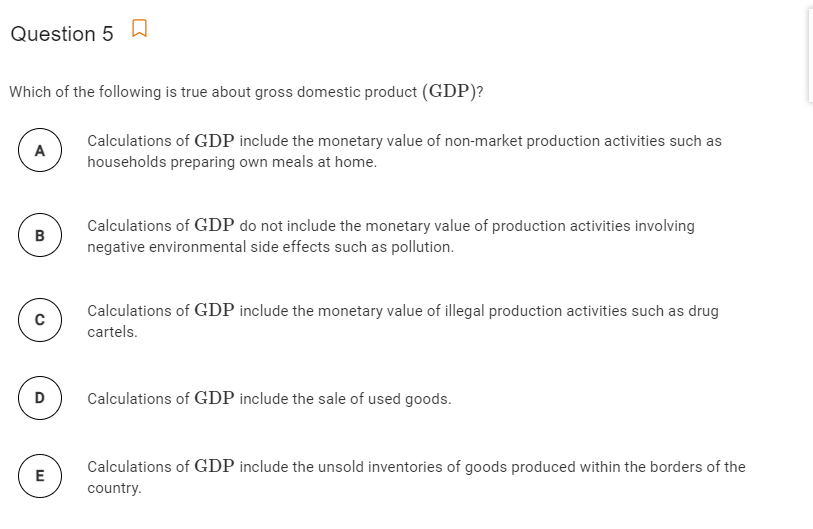 Question 5
Which of the following is true about gross domestic product (GDP)?
A
Calculations of GDP include the monetary value of non-market production activities such as
households preparing own meals at home.
B
Calculations of GDP do not include the monetary value of production activities involving
negative environmental side effects such as pollution.
C
Calculations of GDP include the monetary value of illegal production activities such as drug
cartels.
D
Calculations of GDP include the sale of used goods.
E
Calculations of GDP include the unsold inventories of goods produced within the borders of the
country.